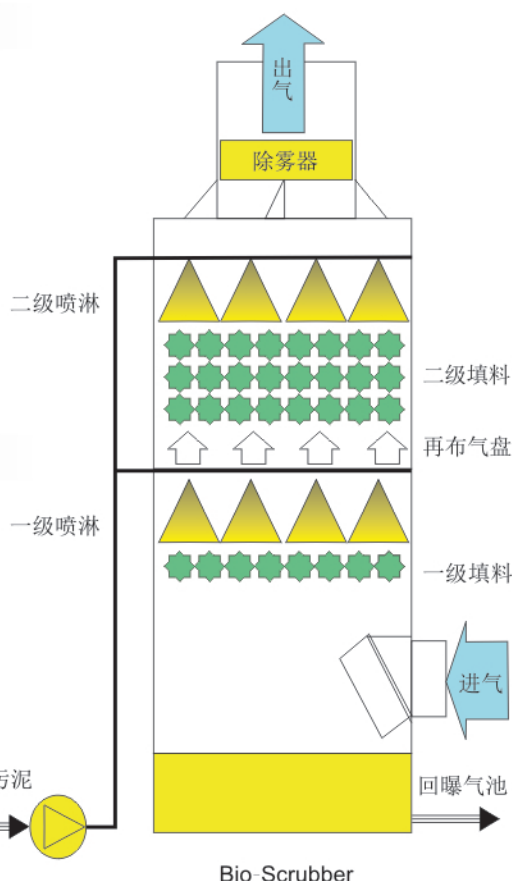 出气
除雾器
二级喷淋
二级填料
再布气盘
一级喷淋
一级填料
进气
污泥
回曝气池
Bio-Scrubber